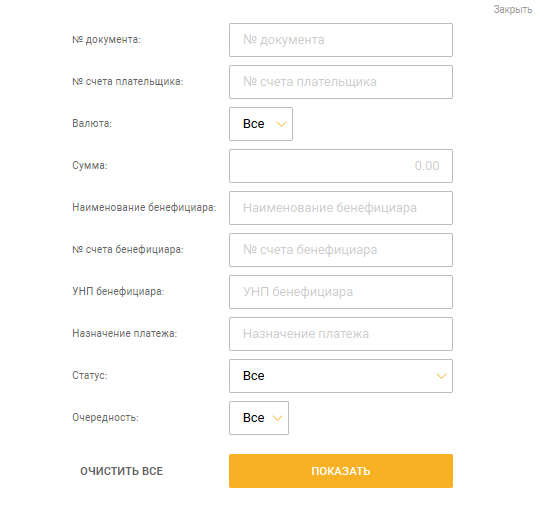 Закрыть
№ документа: № документа
№ счета плательщика: № счета плательщика
Валюта: Все
Сумма: 0.00
Наименование бенефициара: Наименование бенефициара
№ счета бенефициара: № счета бенефициара
УНП бенефициара: УНП бенефициара
Назначение платежа: Назначение платежа
Статус: Все
Очередность: Все
ОЧИСТИТЬ ВСЕ ПОКАЗАТЬ